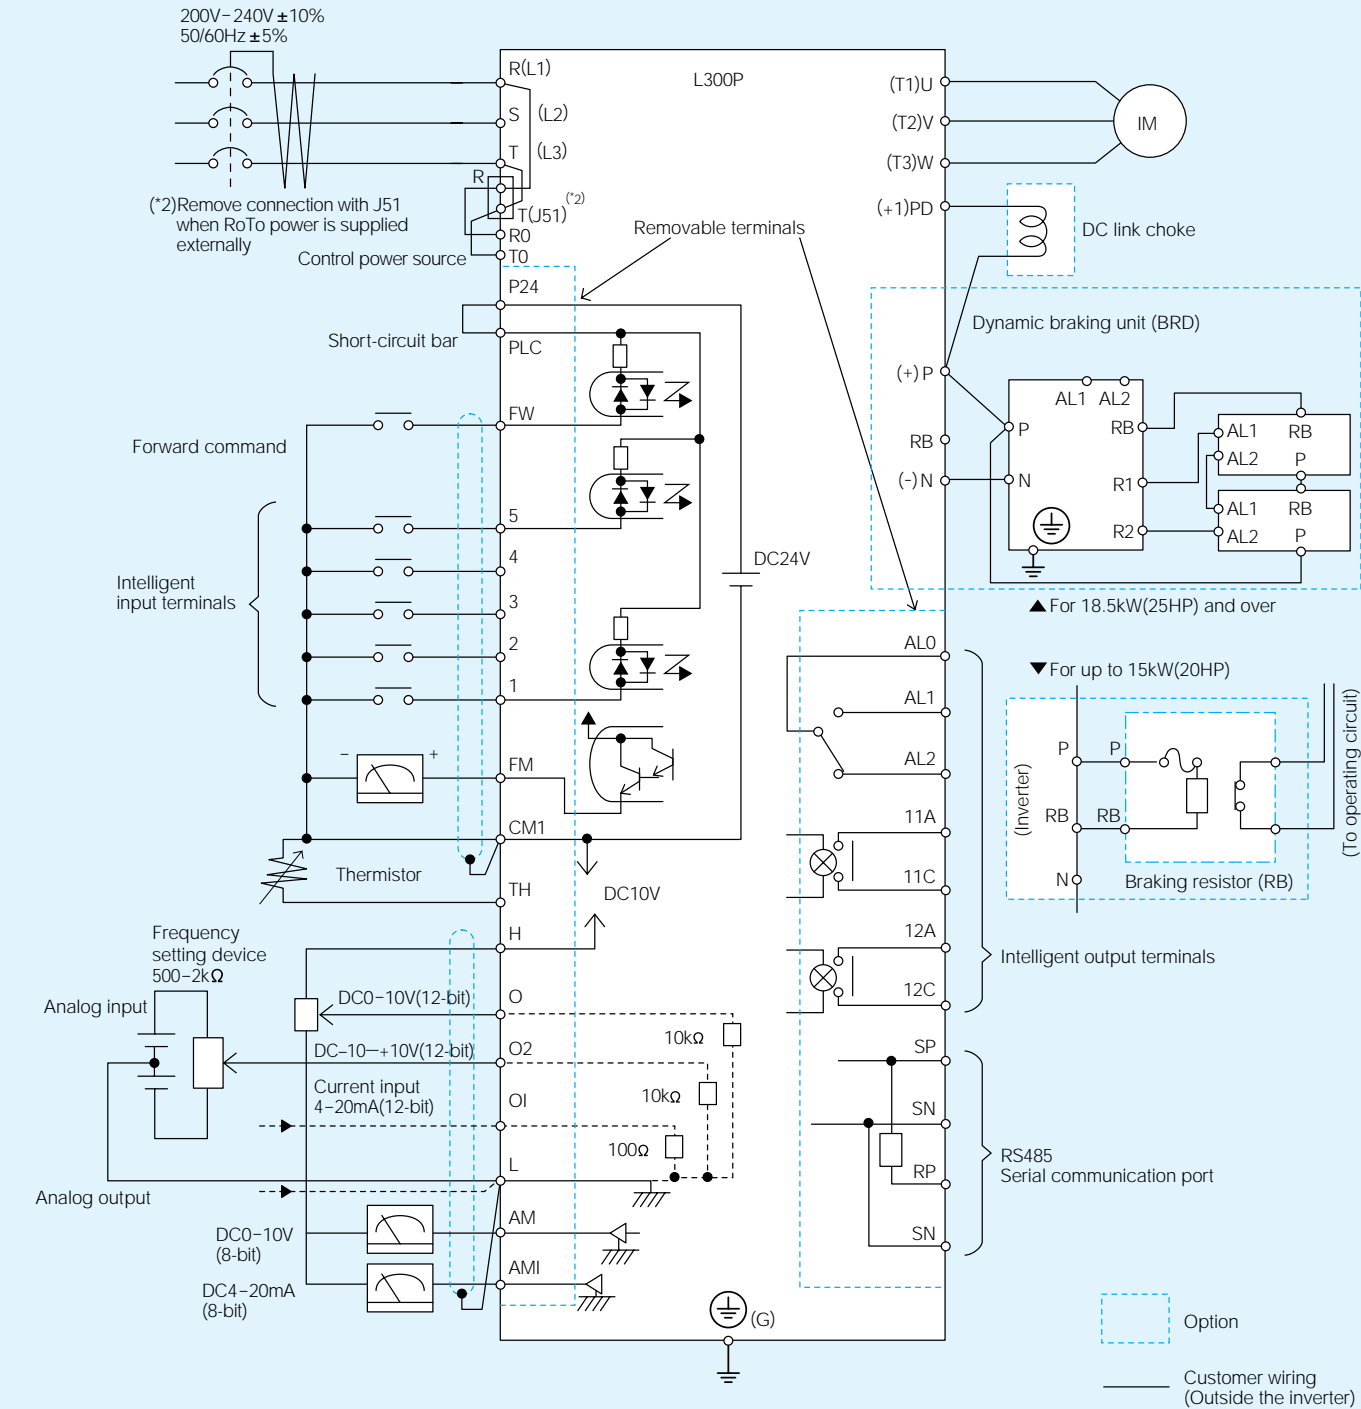 200V–240V ±10%
50/60Hz ±5%
R(L1)
S (L2)
T (L3)
R
T(J51)(*2)
R0
T0
(*2)Remove connection with J51
when RoTo power is supplied
externally
Control power source
L300P
(T1)U
(T2)V
(T3)W
IM
(+1)PD
DC link choke
Removable terminals
P24
Short-circuit bar
PLC
Dynamic braking unit (BRD)
(+)P
RB
(-)N
AL1 AL2
P
RB
N
R1
R2
AL1 RB
AL2 P
AL1 RB
AL2 P
▲For 18.5kW(25HP) and over
Forward command
FW
Intelligent
input terminals
5
4
3
2
1
DC24V
– +
FM
CM1
Thermistor
TH
DC10V
AL0
AL1
AL2
11A
11C
12A
12C
Intelligent output terminals
▼For up to 15kW(20HP)
(Inverter)
P
P
RB
RB
N
Braking resistor (RB)
(To operating circuit)
Frequency
setting device
500–2kΩ
H
Analog input
DC0–10V(12-bit)
O
10kΩ
DC–10—+10V(12-bit)
O2
10kΩ
Current input
4–20mA(12-bit)
OI
100Ω
L
Analog output
DC0–10V
(8-bit)
AM
DC4–20mA
(8-bit)
AMI
SP
SN
RP
SN
RS485
Serial communication port
(G)
Option
Customer wiring
(Outside the inverter)